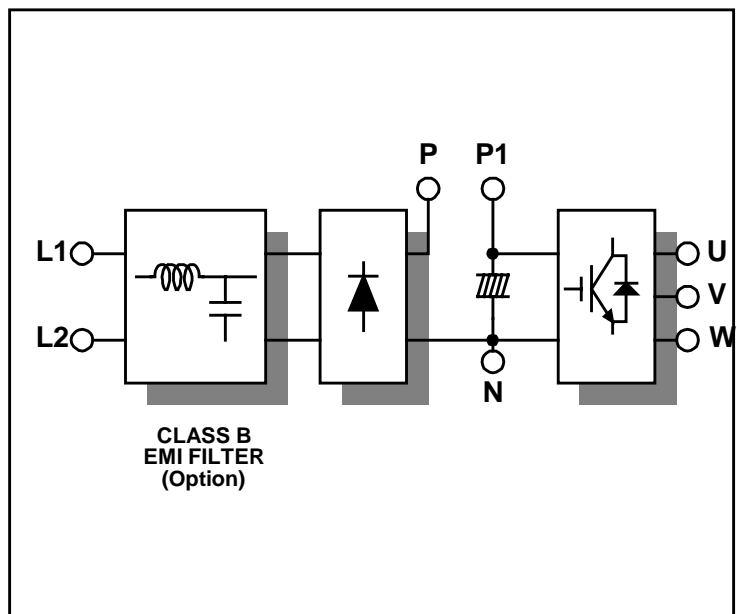 P
P1
L1
U
V
L2
W
N
CLASS B
EMI FILTER
(Option)